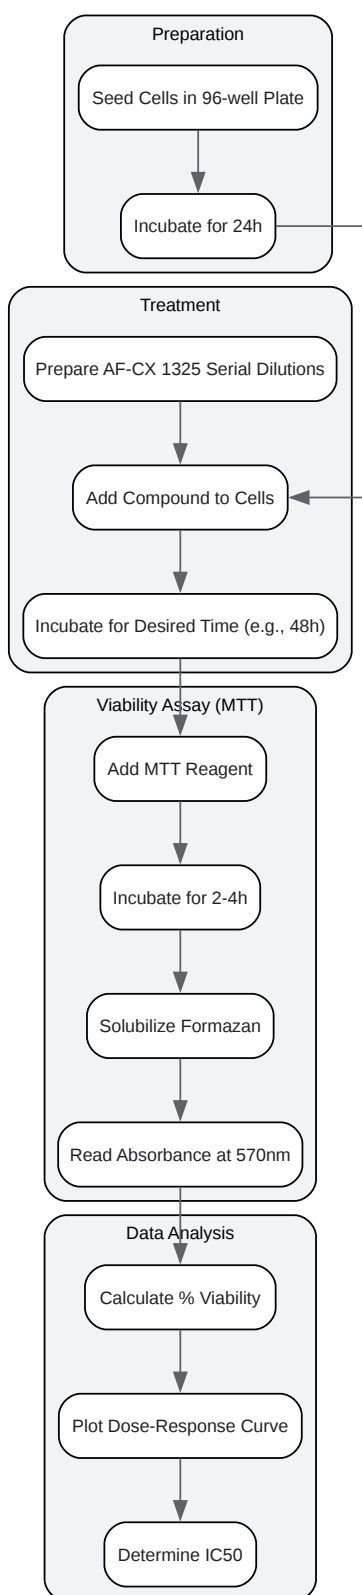 Preparation
Seed Cells in 96-well Plate
Incubate for 24h
Treatment
Prepare AF-CX 1325 Serial Dilutions
Add Compound to Cells
Incubate for Desired Time (e.g., 48h)
Viability Assay (MTT)
Add MTT Reagent
Incubate for 2-4h
Solubilize Formazan
Read Absorbance at 570nm
Data Analysis
Calculate % Viability
Plot Dose-Response Curve
Determine IC50